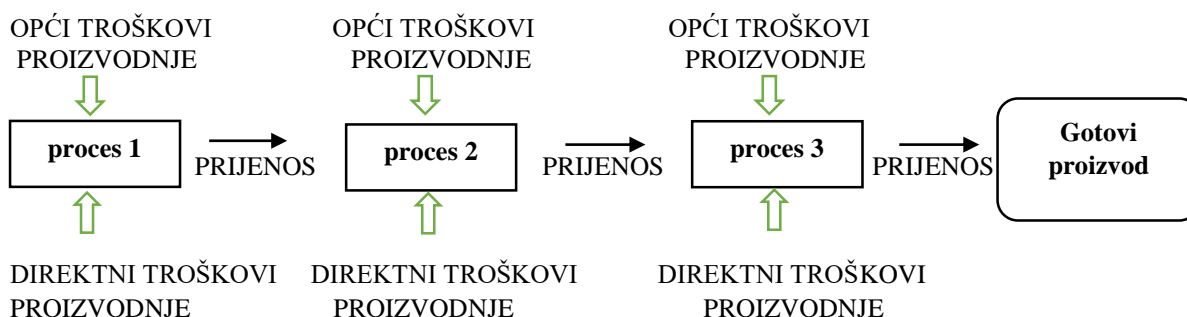 OPĆI TROŠKOVI
PROIZVODNJE
OPĆI TROŠKOVI
PROIZVODNJE
OPĆI TROŠKOVI
PROIZVODNJE
proces 1
PRIJENOS
proces 2
PRIJENOS
proces 3
PRIJENOS
Gotovi
proizvod
DIREKTNI TROŠKOVI
PROIZVODNJE
DIREKTNI TROŠKOVI
PROIZVODNJE
DIREKTNI TROŠKOVI
PROIZVODNJE